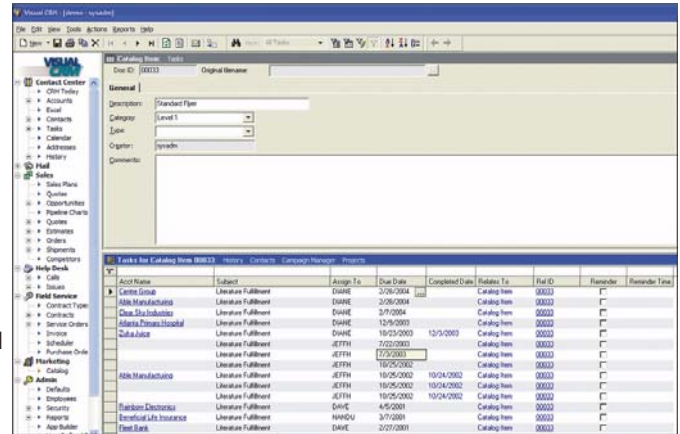 Visual CRM - [demo - sysadm]
File Edit View Tools Actions Reports Help
New
All Tasks
VISUAL CRM
Contact Center
CRM Today
Accounts
Excel
Contacts
Tasks
Calendar
Addresses
History
Mail
Sales
Sales Plans
Quotas
Opportunities
Pipeline Charts
Quotes
Estimates
Orders
Shipments
Competitors
Help Desk
Calls
Issues
Field Service
Contract Types
Contracts
Service Orders
Invoice
Scheduler
Purchase Orde
Marketing
Catalog
Admin
Defaults
Employees
Security
Reports
App Builder
Catalog Item Tasks
Doc ID: 00033 Original filename:
General
Description: Standard Flyer
Category: Level 1
Type:
Creator: sysadm
Comments:
Tasks for Catalog Item 00033 History Contacts Campaign Manager Projects
Acct Name Subject Assign To Due Date Completed Date Relates To Rel ID Reminder Reminder Time
Centre Group Literature Fulfillment DIANE 2/28/2004 Catalog Item 00033
Able Manufacturing Literature Fulfillment DIANE 2/28/2004 Catalog Item 00033
Clear Sky Industries Literature Fulfillment DIANE 2/7/2004 Catalog Item 00033
Atlanta Primary Hospital Literature Fulfillment DIANE 12/5/2003 Catalog Item 00033
Zuka Juice Literature Fulfillment DIANE 10/23/2003 12/3/2003 Catalog Item 00033
Literature Fulfillment JEFFH 7/22/2003 Catalog Item 00033
Literature Fulfillment JEFFH 7/3/2003 Catalog Item 00033
Literature Fulfillment JEFFH 10/25/2002 Catalog Item 00033
Able Manufacturing Literature Fulfillment JEFFH 10/25/2002 10/24/2002 Catalog Item 00033
Literature Fulfillment JEFFH 10/25/2002 10/24/2002 Catalog Item 00033
Literature Fulfillment JEFFH 10/25/2002 10/24/2002 Catalog Item 00033
Rainbow Electronics Literature Fulfillment DAVE 4/5/2001 Catalog Item 00033
Beneficial Life Insurance Literature Fulfillment NANDU 3/7/2001 Catalog Item 00033
Fleet Bank Literature Fulfillment DAVE 2/27/2001 Catalog Item 00033